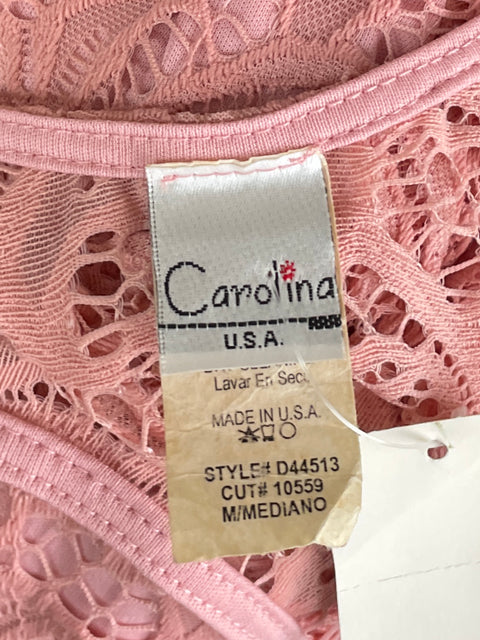 Carolina
U.S.A.
Lavar En Seco
MADE IN U.S.A.
STYLE# D44513
CUT# 10559
M/MEDIANO